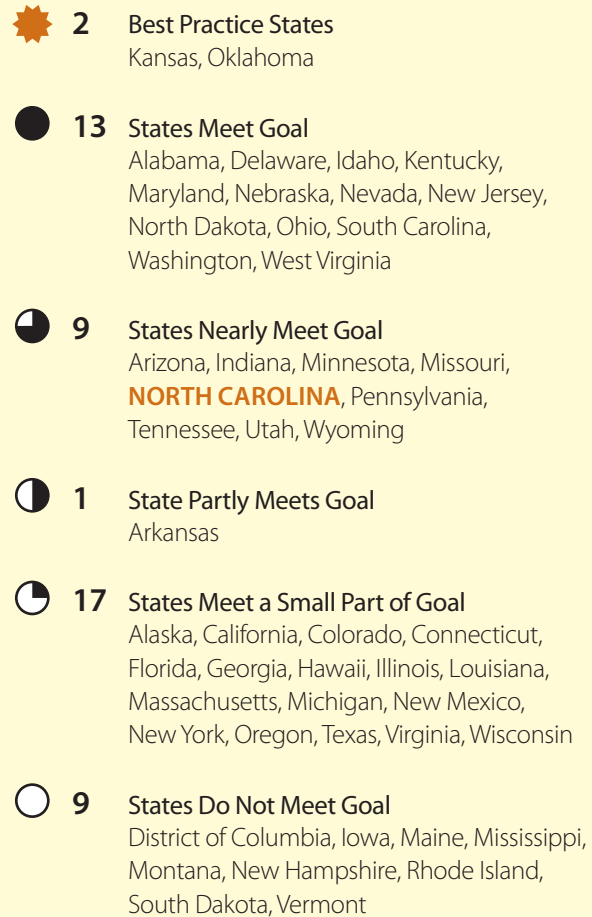 2 Best Practice States
Kansas, Oklahoma
13 States Meet Goal
Alabama, Delaware, Idaho, Kentucky,
Maryland, Nebraska, Nevada, New Jersey,
North Dakota, Ohio, South Carolina,
Washington, West Virginia
9 States Nearly Meet Goal
Arizona, Indiana, Minnesota, Missouri,
NORTH CAROLINA, Pennsylvania,
Tennessee, Utah, Wyoming
1 State Partly Meets Goal
Arkansas
17 States Meet a Small Part of Goal
Alaska, California, Colorado, Connecticut,
Florida, Georgia, Hawaii, Illinois, Louisiana,
Massachusetts, Michigan, New Mexico,
New York, Oregon, Texas, Virginia, Wisconsin
9 States Do Not Meet Goal
District of Columbia, Iowa, Maine, Mississippi,
Montana, New Hampshire, Rhode Island,
South Dakota, Vermont